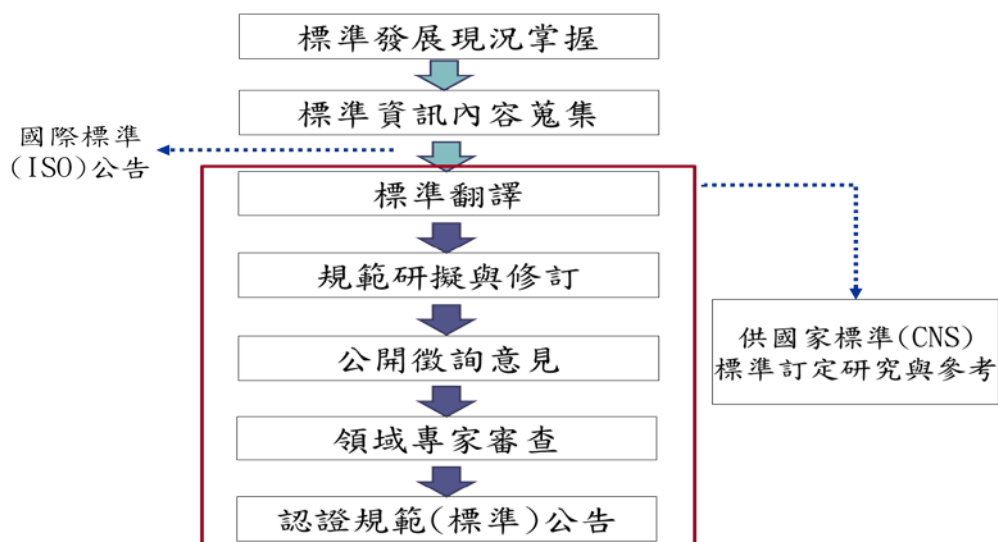 標準發展現況掌握
標準資訊內容蒐集
國際標準
(ISO)公告
標準翻譯
規範研擬與修訂
公開徵詢意見
供國家標準(CNS)
標準訂定研究與參考
領域專家審查
認證規範(標準)公告